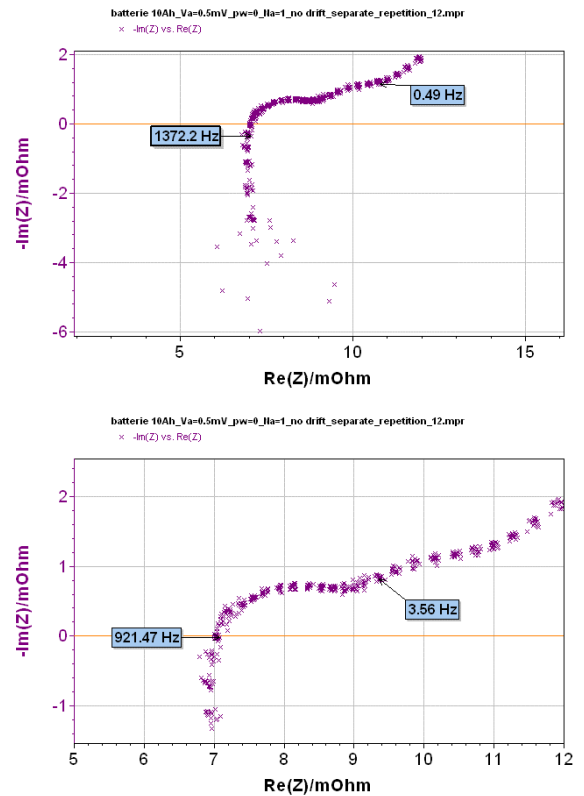 batterie 10Ah_Va=0.5mV_pw=0_Na=1_no drift_separate_repetition_12.mpr
× -Im(Z) vs. Re(Z)
2
0.49 Hz
0
1372.2 Hz
-2
-4
-6
-Im(Z)/mOhm
5 10 15
Re(Z)/mOhm
batterie 10Ah_Va=0.5mV_pw=0_Na=1_no drift_separate_repetition_12.mpr
× -Im(Z) vs. Re(Z)
2
1
3.56 Hz
0
921.47 Hz
-1
-Im(Z)/mOhm
5 6 7 8 9 10 11 12
Re(Z)/mOhm